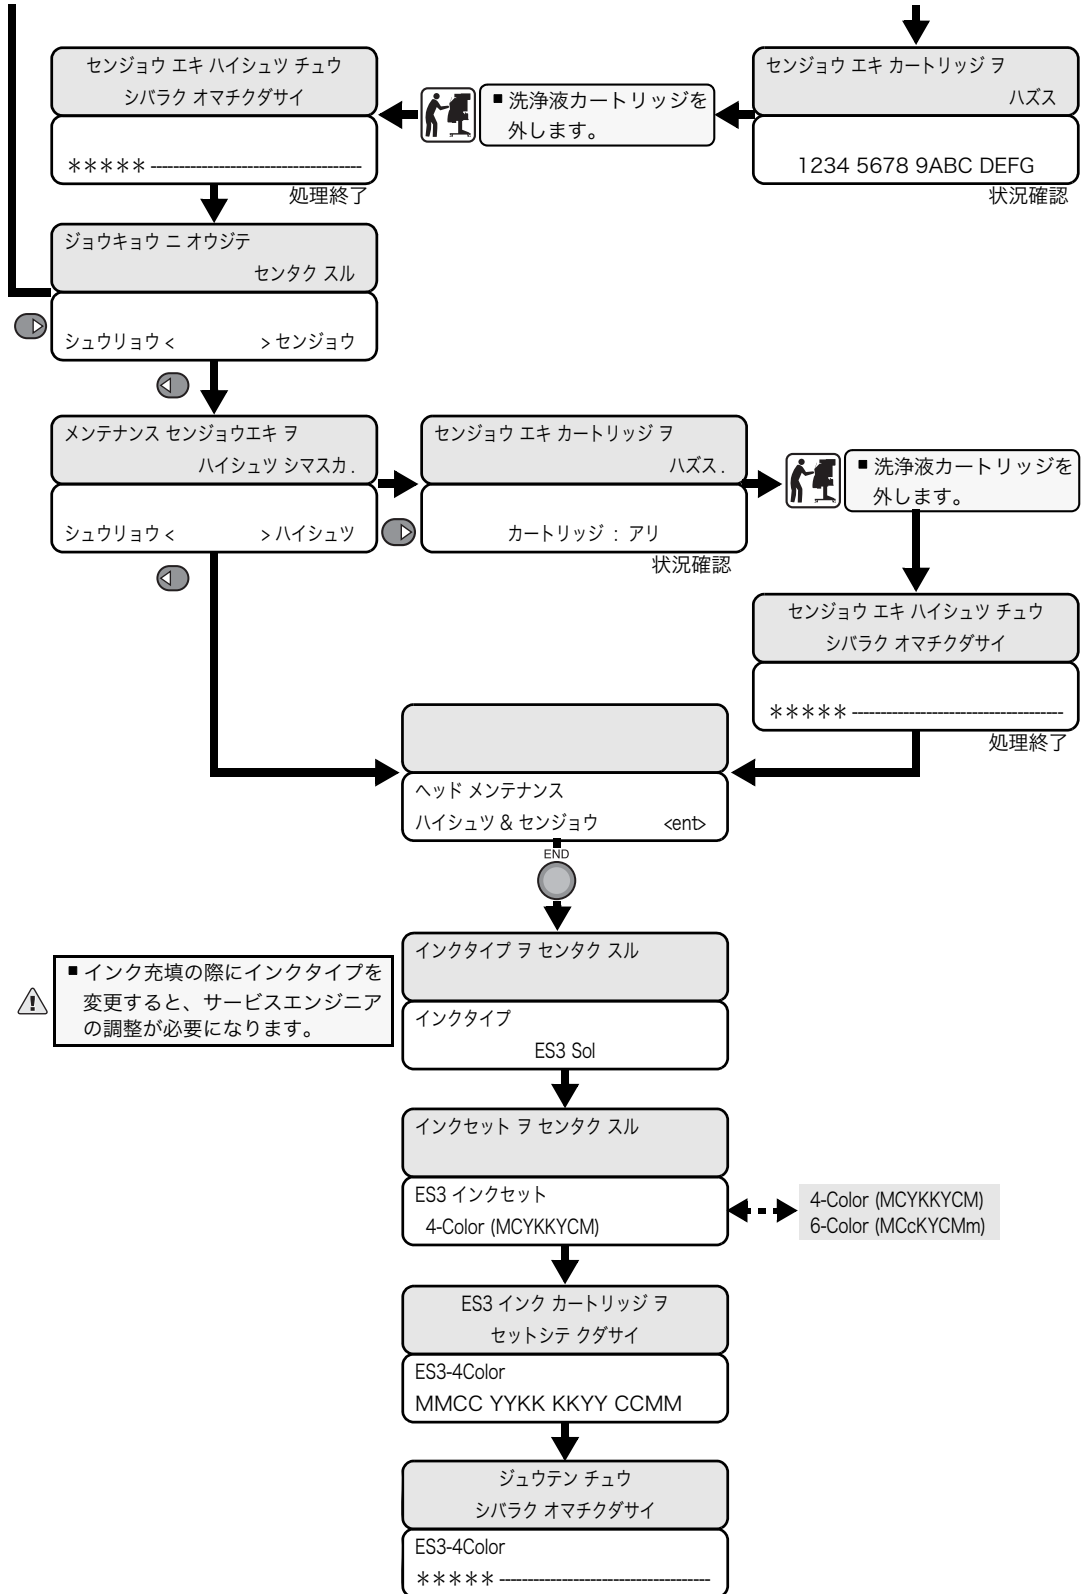 センジョウ エキ カートリッジ ヲ
ハズス
1234 5678 9ABC DEFG
状況確認
■ 洗浄液カートリッジを
外します。
センジョウ エキ ハイシュツ チュウ
シバラク オマチクダサイ
＊＊＊＊＊------------------------------------
処理終了
ジョウキョウ ニ オウジテ
センタク スル
シュウリョウ < > センジョウ
メンテナンス センジョウエキ ヲ
ハイシュツ シマスカ.
シュウリョウ < > ハイシュツ
センジョウ エキ カートリッジ ヲ
ハズス.
カートリッジ : アリ
状況確認
■ 洗浄液カートリッジを
外します。
センジョウ エキ ハイシュツ チュウ
シバラク オマチクダサイ
＊＊＊＊＊------------------------------------
処理終了
ヘッド メンテナンス
ハイシュツ & センジョウ <ent>
END
■ インク充填の際にインクタイプを
変更すると、サービスエンジニア
の調整が必要になります。
インクタイプ ヲ センタク スル
インクタイプ
ES3 Sol
インクセット ヲ センタク スル
ES3 インクセット
4-Color (MCYKKYCM)
4-Color (MCYKKYCM)
6-Color (MCcKYCMm)
ES3 インク カートリッジ ヲ
セットシテ クダサイ
ES3-4Color
MMCC YYKK KKYY CCMM
ジュウテン チュウ
シバラク オマチクダサイ
ES3-4Color
＊＊＊＊＊------------------------------------